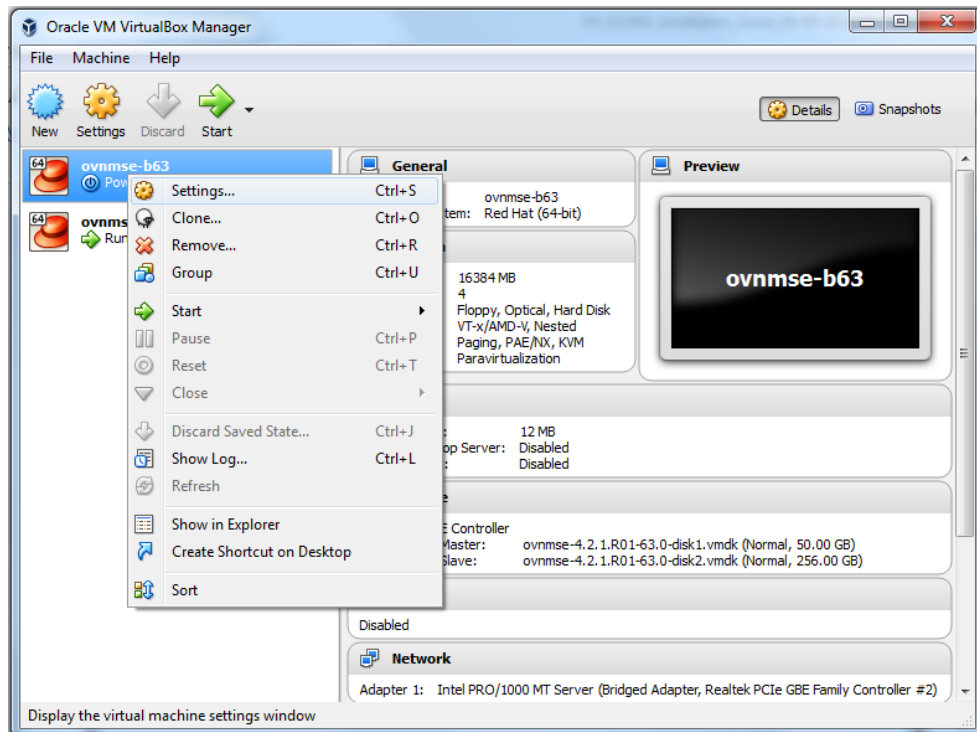 Oracle VM VirtualBox Manager
File Machine Help
New Settings Discard Start
Details Snapshots
64 ovnmse-b63
Pow
64 ovnms
Run
Settings... Ctrl+S
Clone... Ctrl+O
Remove... Ctrl+R
Group Ctrl+U
Start
Pause Ctrl+P
Reset Ctrl+T
Close
Discard Saved State... Ctrl+J
Show Log... Ctrl+L
Refresh
Show in Explorer
Create Shortcut on Desktop
Sort
General
ovnmse-b63
tem: Red Hat (64-bit)
16384 MB
4
Floppy, Optical, Hard Disk
VT-x/AMD-V, Nested
Paging, PAE/NX, KVM
Paravirtualization
Preview
ovnmse-b63
: 12 MB
op Server: Disabled
: Disabled
E Controller
Master: ovnmse-4.2.1.R01-63.0-disk1.vmdk (Normal, 50.00 GB)
Slave: ovnmse-4.2.1.R01-63.0-disk2.vmdk (Normal, 256.00 GB)
Disabled
Network
Adapter 1: Intel PRO/1000 MT Server (Bridged Adapter, Realtek PCIe GBE Family Controller #2)
Display the virtual machine settings window